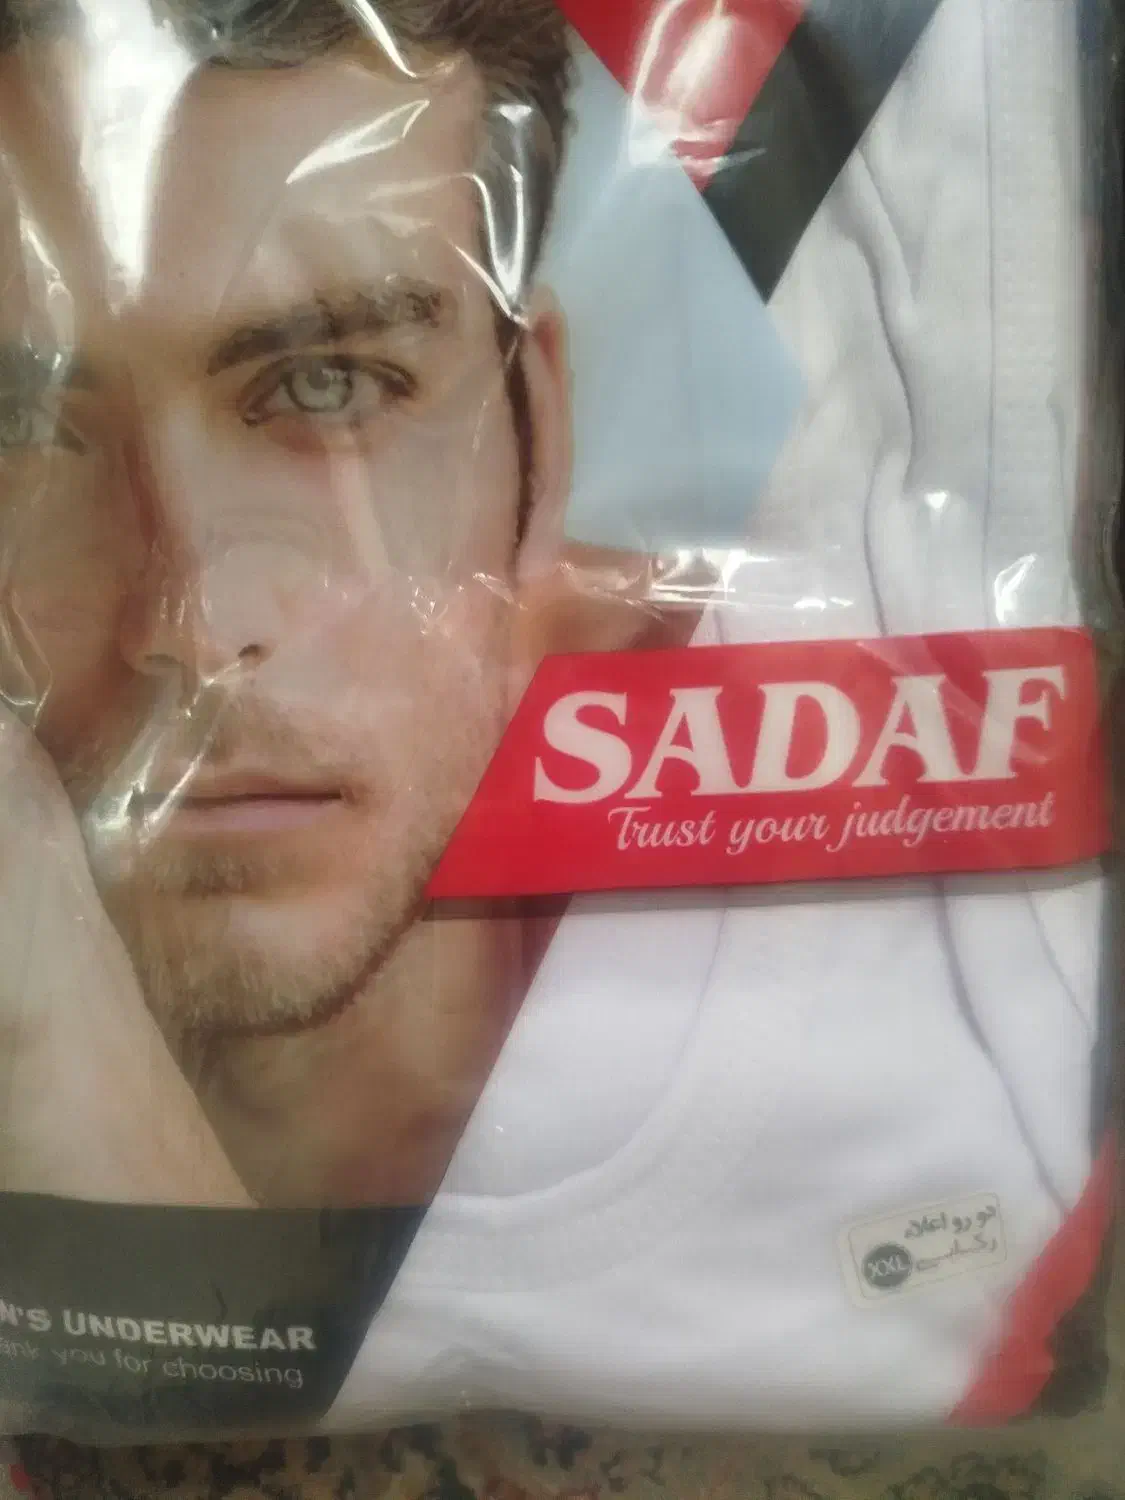 SADAF
Trust your judgement
دو رو اعلاء
رکابی
XXL
N'S UNDERWEAR
ank you for choosing